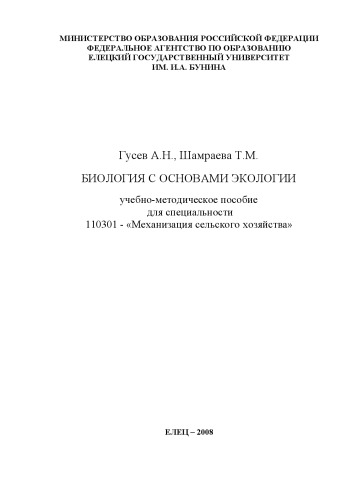 МИНИСТЕРСТВО ОБРАЗОВАНИЯ РОССИЙСКОЙ ФЕДЕРАЦИИ
ФЕДЕРАЛЬНОЕ АГЕНТСТВО ПО ОБРАЗОВАНИЮ
ЕЛЕЦКИЙ ГОСУДАРСТВЕННЫЙ УНИВЕРСИТЕТ
ИМ. И.А. БУНИНА
Гусев А.Н., Шамраева Т.М.
БИОЛОГИЯ С ОСНОВАМИ ЭКОЛОГИИ
учебно-методическое пособие
для специальности
110301 - «Механизация сельского хозяйства»
ЕЛЕЦ – 2008